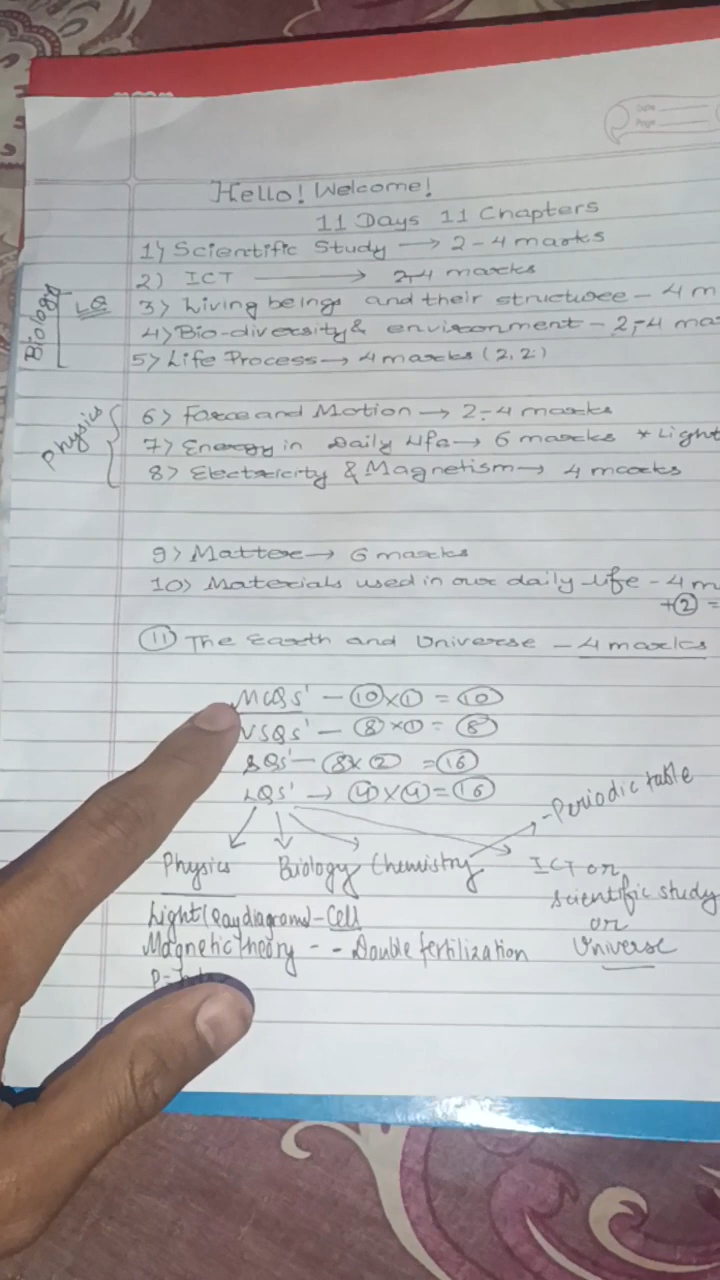 Date
Page
Hello! Welcome!
11 Days 11 Chapters
1) Scientific Study → 2-4 marks
2) ICT → 2-4 marks
Biology
LQ
3> Living beings and their structure - 4 m
4> Bio-diversity & environment - 2,-4 ma
5> Life Process → 4 marks (2,2)
Physics
6> Force and Motion → 2-4 marks
7> Energy in Daily life → 6 marks *Light
8> Electricity & Magnetism → 4 marks
9> Matter → 6 marks
10> Materials used in our daily life - 4 m
+② =
⑪ The Earth and Universe - 4 marks
MCQs' - ⑩×① = ⑩
VSQs' - ⑧×① = ⑧
SQs' - (8×②) = ⑯
LQs' → ④×④ = ⑯
- Periodic table
Physics Biology Chemistry ICT or
scientific study
or
Universe
Light (Ray diagram) - Cell
Magnetic theory - - Double fertilization